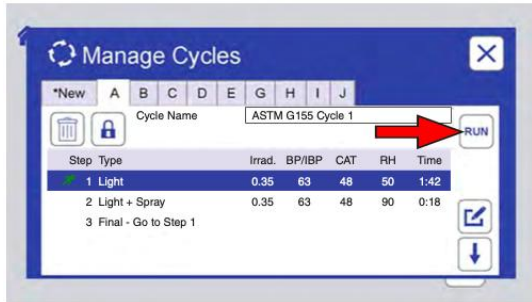 Manage Cycles
*New A B C D E G H I J
Cycle Name ASTM G155 Cycle 1
RUN
Step Type Irrad. BP/IBP CAT RH Time
1 Light 0.35 63 48 50 1:42
2 Light + Spray 0.35 63 48 90 0:18
3 Final - Go to Step 1